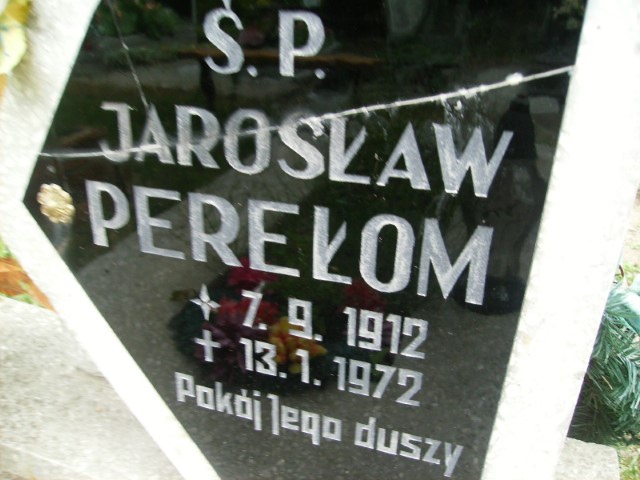 Ś. P.
JAROSŁAW
PEREŁOM
7. 9. 1912
✝ 13. 1. 1972
Pokój Jego duszy